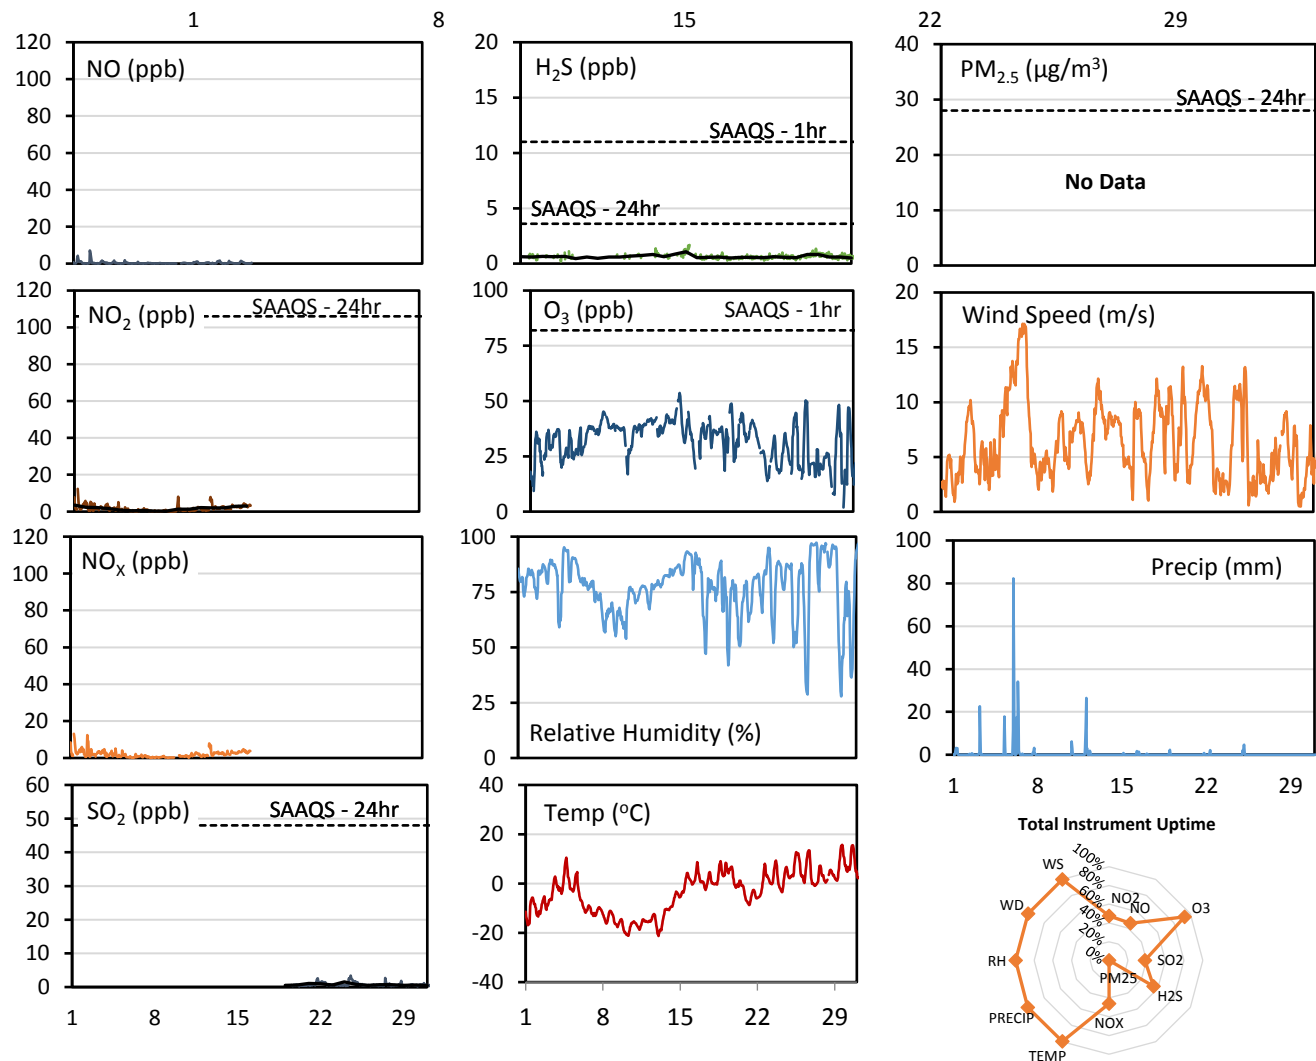 1 8 15 22 29
NO (ppb)
120
100
80
60
40
20
0
H₂S (ppb)
SAAQS - 1hr
SAAQS - 24hr
20
15
10
5
0
PM₂.₅ (µg/m³)
SAAQS - 24hr
No Data
40
30
20
10
0
NO₂ (ppb)
SAAQS - 24hr
120
100
80
60
40
20
0
O₃ (ppb)
SAAQS - 1hr
100
75
50
25
0
Wind Speed (m/s)
20
15
10
5
0
NOX (ppb)
120
100
80
60
40
20
0
100
75
50
25
0
Relative Humidity (%)
Precip (mm)
100
80
60
40
20
0
1 8 15 22 29
SO₂ (ppb)
SAAQS - 24hr
60
50
40
30
20
10
0
1 8 15 22 29
Temp (ºC)
40
20
0
-20
-40
1 8 15 22 29
Total Instrument Uptime
100%
80%
60%
40%
20%
0%
NO2
NO
O3
SO2
H2S
PM25
NOX
TEMP
PRECIP
RH
WD
WS